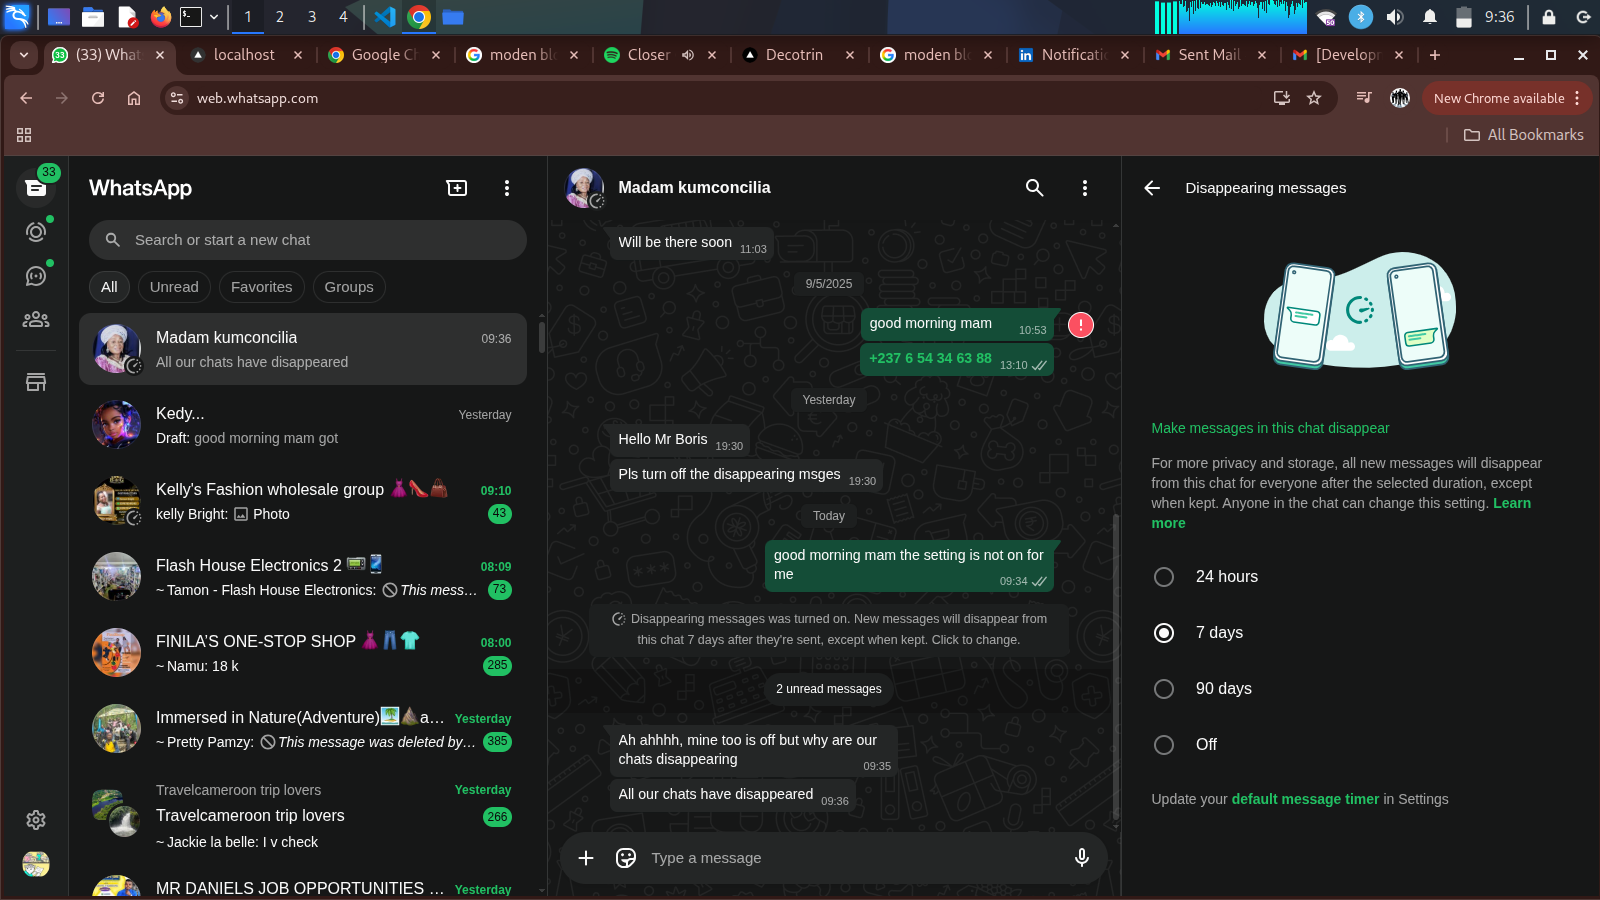 1
2
3
4
50
9:36
33
(33) What
localhost
Google Ch
moden blo
Closer
Decotrin
moden blo
Notificatio
Sent Mail
[Developr
web.whatsapp.com
New Chrome available
All Bookmarks
33
WhatsApp
Search or start a new chat
All
Unread
Favorites
Groups
Madam kumconcilia
09:36
All our chats have disappeared
Kedy...
Yesterday
Draft: good morning mam got
Kelly's Fashion wholesale group 👗👠👜
09:10
kelly Bright: Photo
43
Flash House Electronics 2 📟📱
08:09
~ Tamon - Flash House Electronics: This mess…
73
FINILA’S ONE-STOP SHOP 👗👖👕
08:00
~ Namu: 18 k
285
Immersed in Nature(Adventure)🏝⛰a…
Yesterday
~ Pretty Pamzy: This message was deleted by…
385
Travelcameroon trip lovers
Yesterday
Travelcameroon trip lovers
266
~ Jackie la belle: I v check
MR DANIELS JOB OPPORTUNITIES …
Yesterday
Madam kumconcilia
Will be there soon
11:03
9/5/2025
good morning mam
10:53
+237 6 54 34 63 88
13:10
Yesterday
Hello Mr Boris
19:30
Pls turn off the disappearing msges
19:30
Today
good morning mam the setting is not on for
me
09:34
Disappearing messages was turned on. New messages will disappear from
this chat 7 days after they're sent, except when kept. Click to change.
2 unread messages
Ah ahhhh, mine too is off but why are our
chats disappearing
09:35
All our chats have disappeared
09:36
Type a message
Disappearing messages
Make messages in this chat disappear
For more privacy and storage, all new messages will disappear
from this chat for everyone after the selected duration, except
when kept. Anyone in the chat can change this setting. Learn
more
24 hours
7 days
90 days
Off
Update your default message timer in Settings